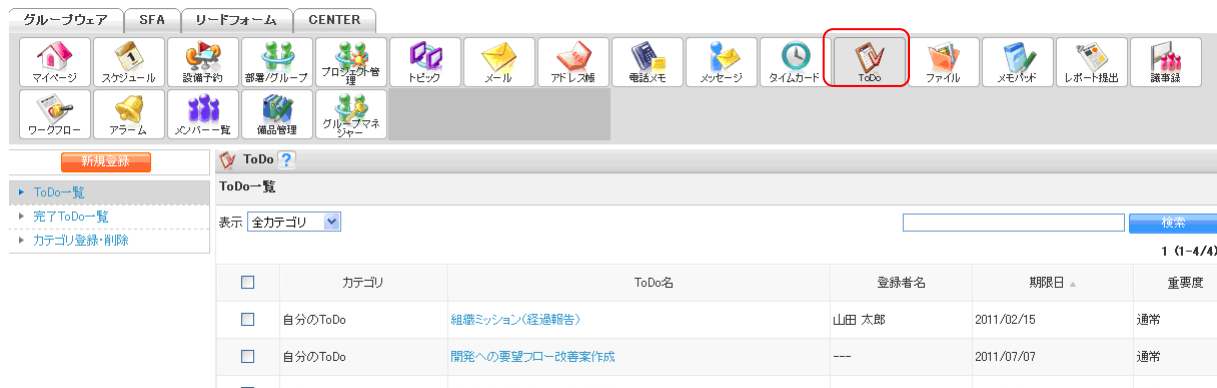 グループウェア SFA リードフォーム CENTER
マイページ スケジュール 設備予約 部署/グループ プロジェクト管理 トピック メール アドレス帳 電話メモ メッセージ タイムカード ToDo ファイル メモパッド レポート提出 議事録
ワークフロー アラーム メンバー一覧 備品管理 グループマネジャー
新規登録
ToDo一覧
完了ToDo一覧
カテゴリ登録・削除
ToDo ?
ToDo一覧
表示 全カテゴリ 検索
1 (1-4/4)
カテゴリ ToDo名 登録者名 期限日 ▲ 重要度
自分のToDo 組織ミッション(経過報告) 山田 太郎 2011/02/15 通常
自分のToDo 開発への要望フロー改善案作成 --- 2011/07/07 通常